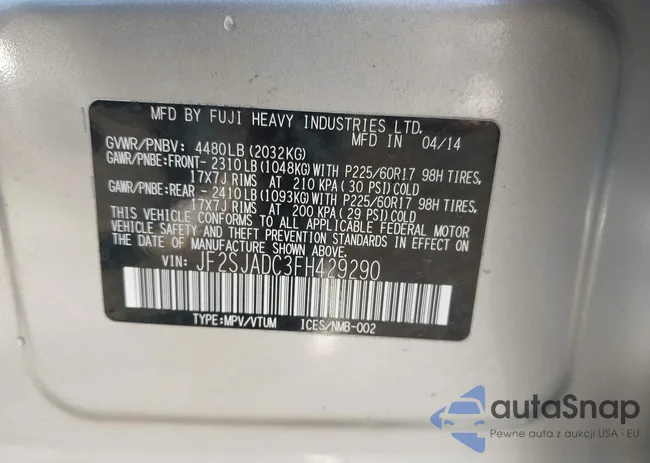 MFD BY FUJI HEAVY INDUSTRIES LTD.
MFD IN 04/14
GVWR/PNBV: 4480LB (2032KG)
GAWR/PNBE:FRONT- 2310LB (1048KG) WITH P225/60R17 98H TIRES,
17X7J RIMS AT 210 KPA (30 PSI) COLD
GAWR/PNBE:REAR - 2410LB (1093KG) WITH P225/60R17 98H TIRES,
17X7J RIMS AT 200 KPA (29 PSI) COLD
THIS VEHICLE CONFORMS TO ALL APPLICABLE FEDERAL MOTOR
VEHICLE SAFETY AND THEFT PREVENTION STANDARDS IN EFFECT
ON THE DATE OF MANUFACTURE SHOWN ABOVE.
VIN: JF2SJADC3FH429290
TYPE:MPV/VTUM ICES/NMB-002
autaSnap
Pewne auta z aukcji USA i EU